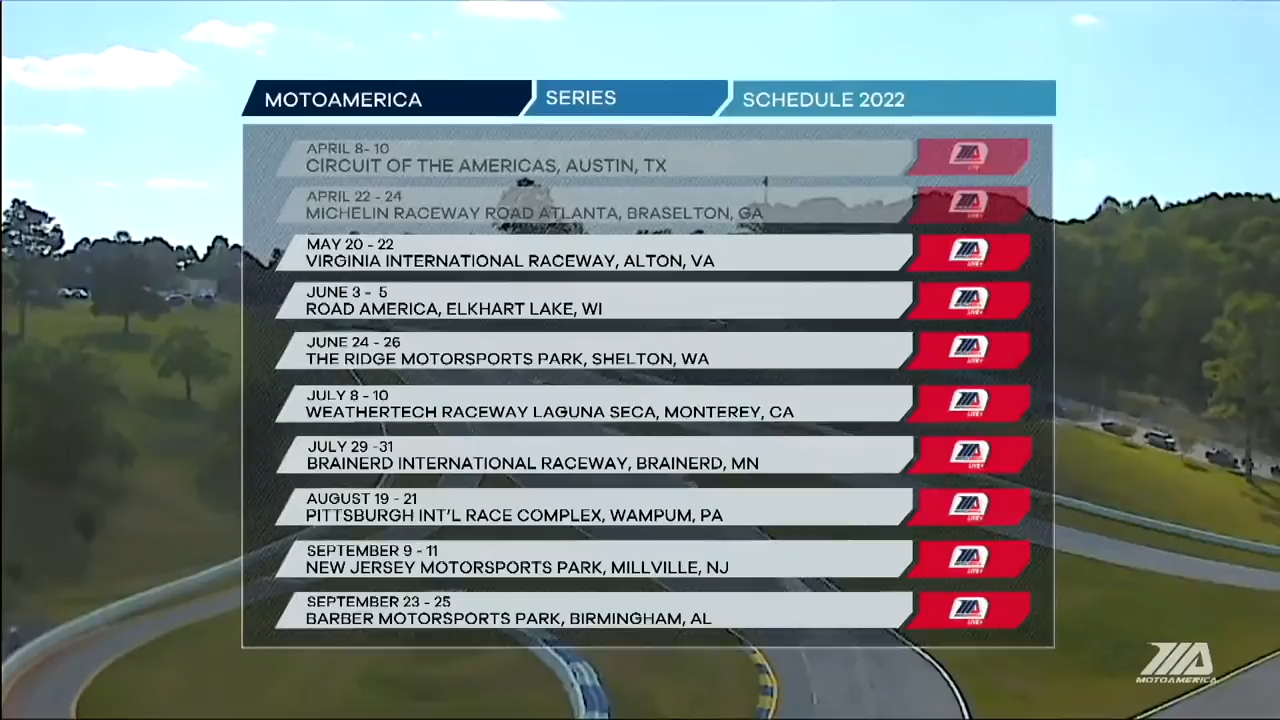 MOTOAMERICA SERIES SCHEDULE 2022
APRIL 8- 10
CIRCUIT OF THE AMERICAS, AUSTIN, TX
APRIL 22 - 24
MICHELIN RACEWAY ROAD ATLANTA, BRASELTON, GA
MAY 20 - 22
VIRGINIA INTERNATIONAL RACEWAY, ALTON, VA
JUNE 3 - 5
ROAD AMERICA, ELKHART LAKE, WI
JUNE 24 - 26
THE RIDGE MOTORSPORTS PARK, SHELTON, WA
JULY 8 - 10
WEATHERTECH RACEWAY LAGUNA SECA, MONTEREY, CA
JULY 29 -31
BRAINERD INTERNATIONAL RACEWAY, BRAINERD, MN
AUGUST 19 - 21
PITTSBURGH INT'L RACE COMPLEX, WAMPUM, PA
SEPTEMBER 9 - 11
NEW JERSEY MOTORSPORTS PARK, MILLVILLE, NJ
SEPTEMBER 23 - 25
BARBER MOTORSPORTS PARK, BIRMINGHAM, AL
MOTOAMERICA